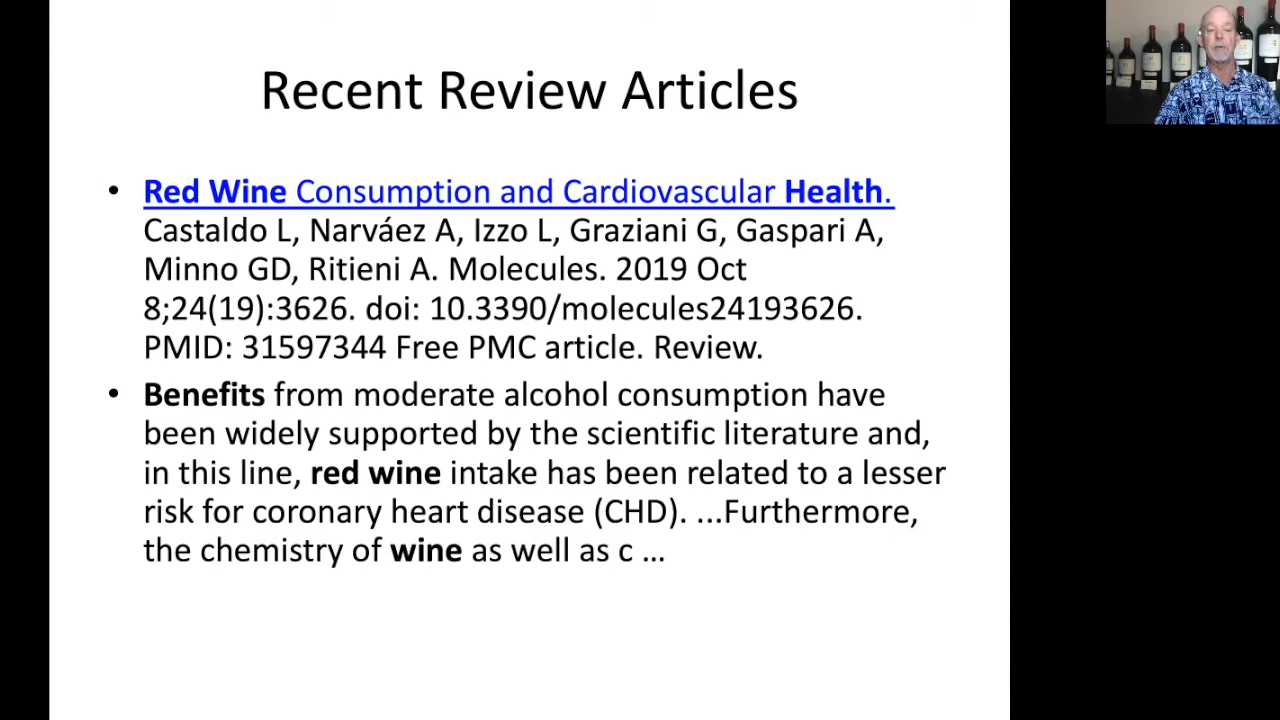 Recent Review Articles
• Red Wine Consumption and Cardiovascular Health.
Castaldo L, Narváez A, Izzo L, Graziani G, Gaspari A,
Minno GD, Ritieni A. Molecules. 2019 Oct
8;24(19):3626. doi: 10.3390/molecules24193626.
PMID: 31597344 Free PMC article. Review.
• Benefits from moderate alcohol consumption have
been widely supported by the scientific literature and,
in this line, red wine intake has been related to a lesser
risk for coronary heart disease (CHD). ...Furthermore,
the chemistry of wine as well as c ...